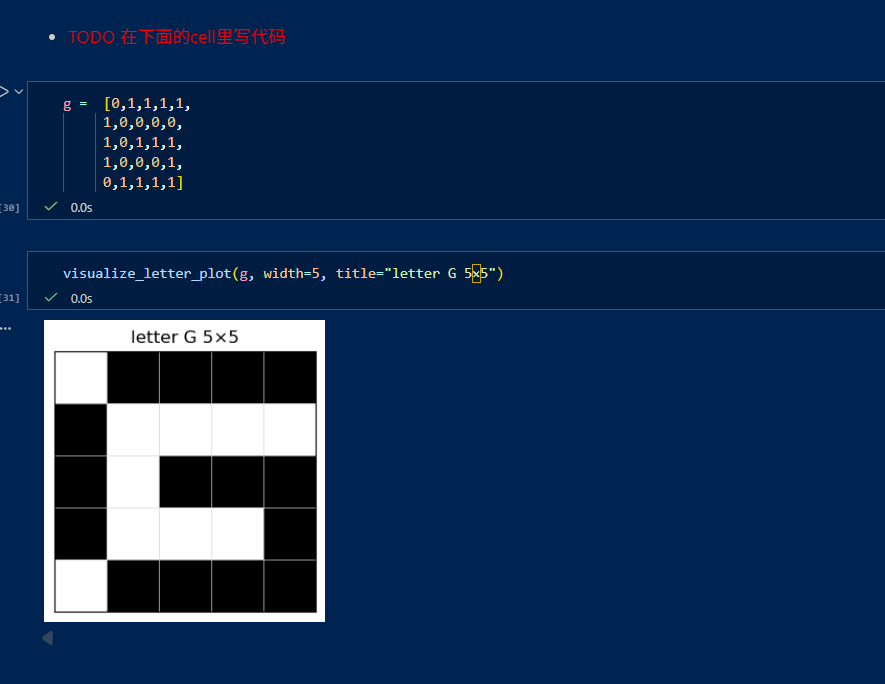 TODO 在下面的cell里写代码
g = [0,1,1,1,1,
1,0,0,0,0,
1,0,1,1,1,
1,0,0,0,1,
0,1,1,1,1]
[30]
0.0s
visualize_letter_plot(g, width=5, title="letter G 5×5")
[31]
0.0s
...
letter G 5×5